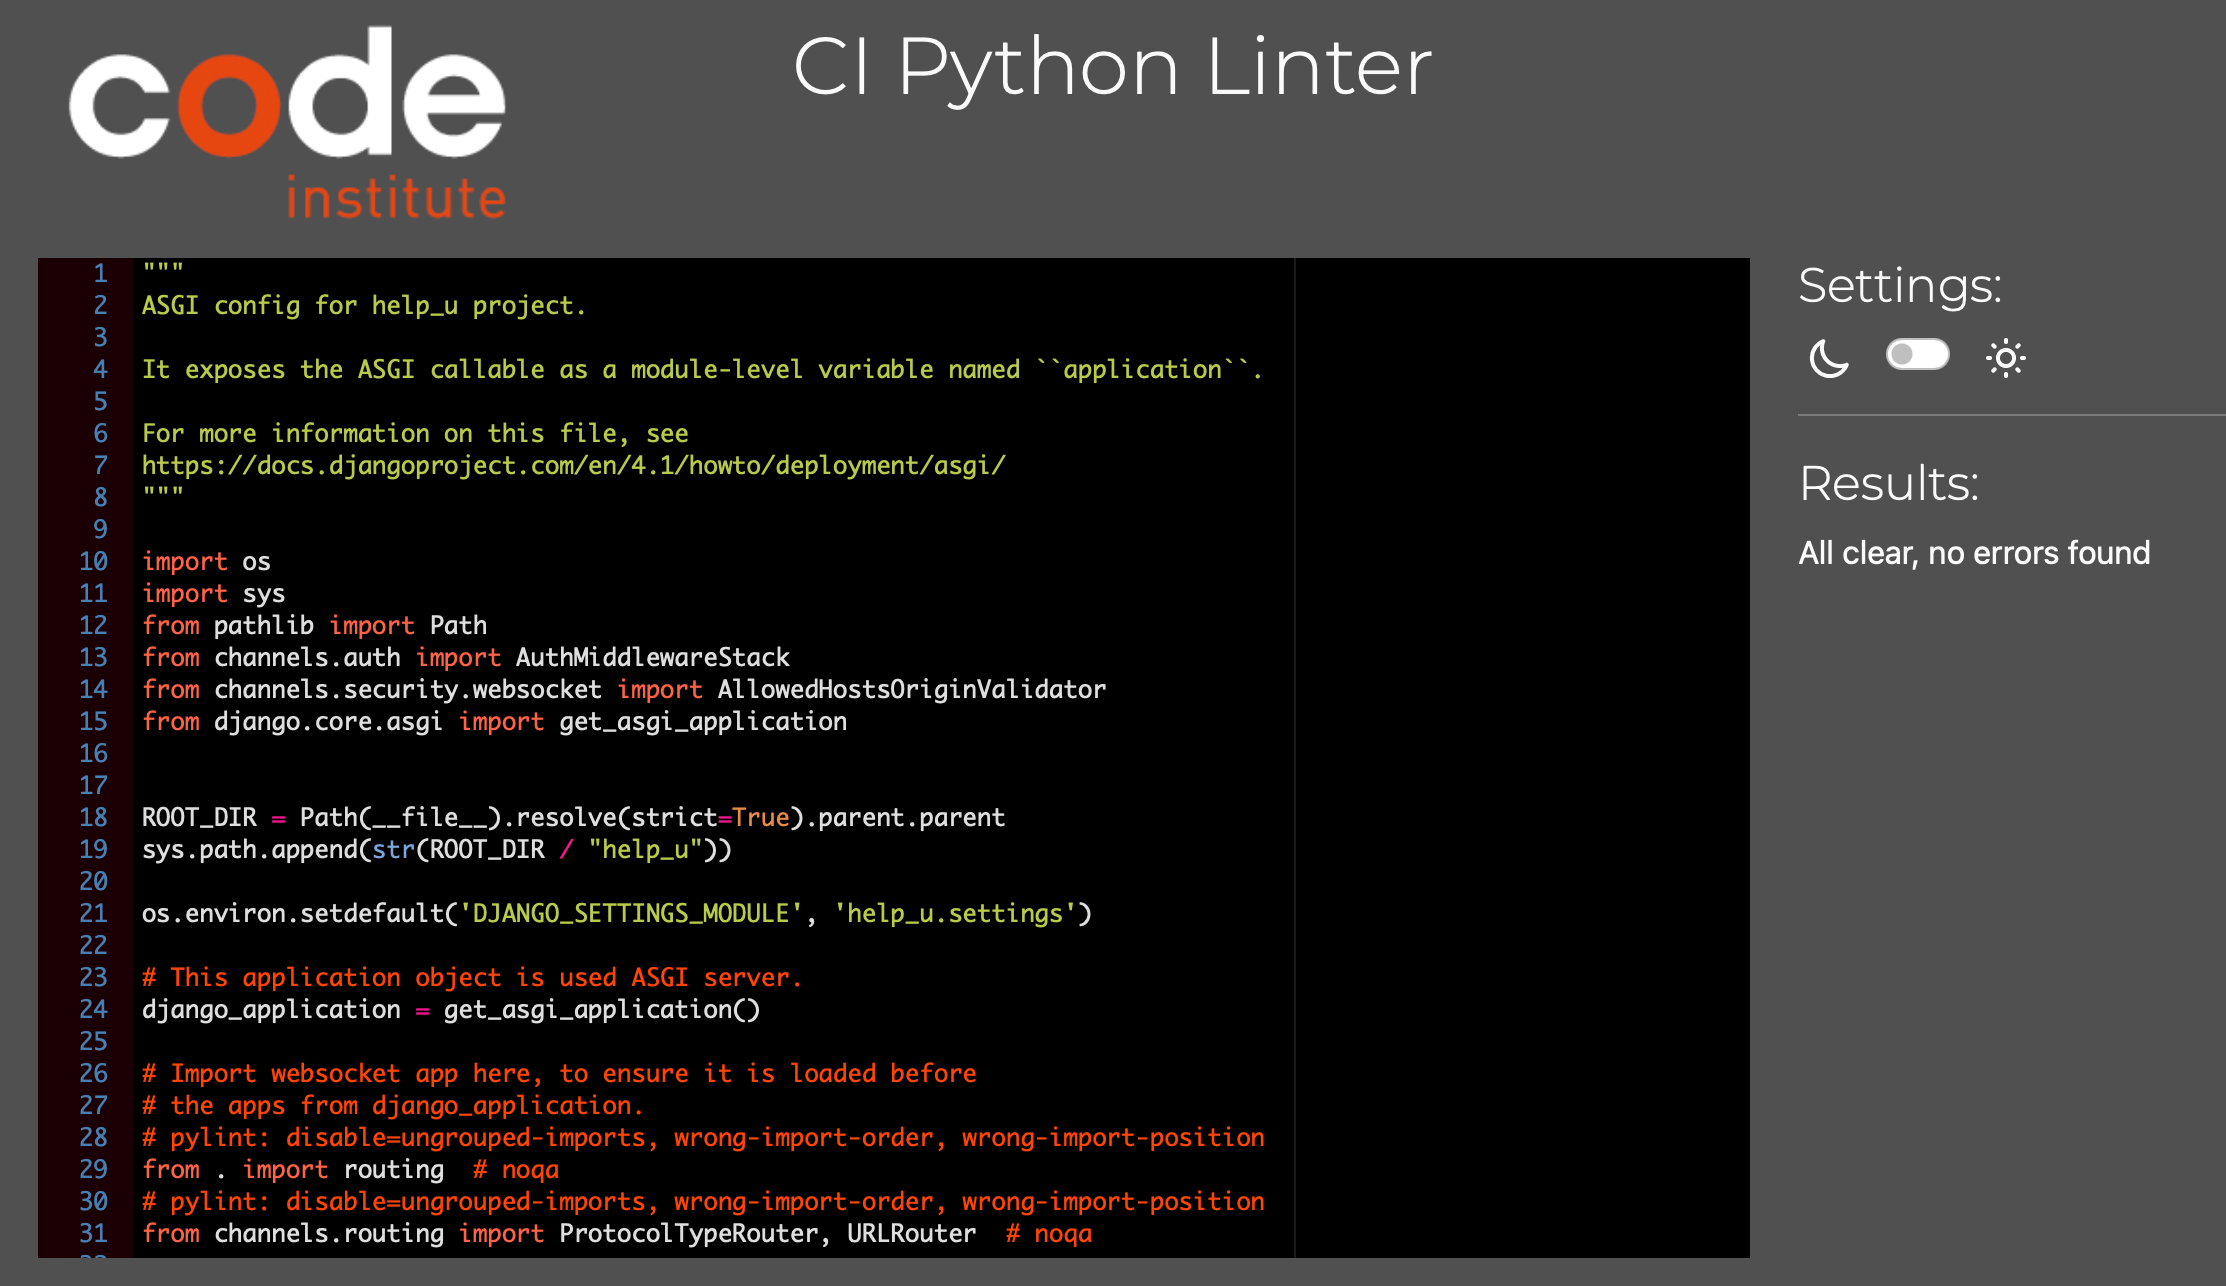 code
institute
CI Python Linter
1 """
2 ASGI config for help_u project.
3
4 It exposes the ASGI callable as a module-level variable named ``application``.
5
6 For more information on this file, see
7 https://docs.djangoproject.com/en/4.1/howto/deployment/asgi/
8 """
9
10 import os
11 import sys
12 from pathlib import Path
13 from channels.auth import AuthMiddlewareStack
14 from channels.security.websocket import AllowedHostsOriginValidator
15 from django.core.asgi import get_asgi_application
16
17
18 ROOT_DIR = Path(__file__).resolve(strict=True).parent.parent
19 sys.path.append(str(ROOT_DIR / "help_u"))
20
21 os.environ.setdefault('DJANGO_SETTINGS_MODULE', 'help_u.settings')
22
23 # This application object is used ASGI server.
24 django_application = get_asgi_application()
25
26 # Import websocket app here, to ensure it is loaded before
27 # the apps from django_application.
28 # pylint: disable=ungrouped-imports, wrong-import-order, wrong-import-position
29 from . import routing  # noqa
30 # pylint: disable=ungrouped-imports, wrong-import-order, wrong-import-position
31 from channels.routing import ProtocolTypeRouter, URLRouter  # noqa
Settings:
Results:
All clear, no errors found